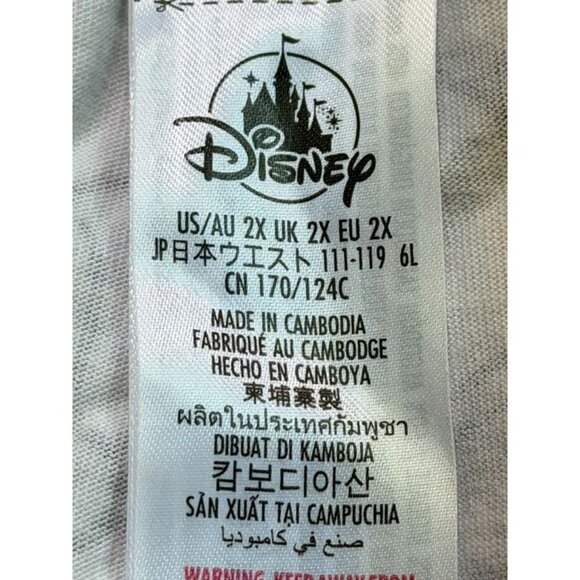 Disney
US/AU 2X UK 2X EU 2X
JP日本ウエスト 111-119 6L
CN 170/124C
MADE IN CAMBODIA
FABRIQUÉ AU CAMBODGE
HECHO EN CAMBOYA
柬埔寨製
ผลิตในประเทศกัมพูชา
DIBUAT DI KAMBOJA
캄보디아산
SẢN XUẤT TẠI CAMPUCHIA
صنع في كامبوديا
WARNING: KEEP AWAY FROM